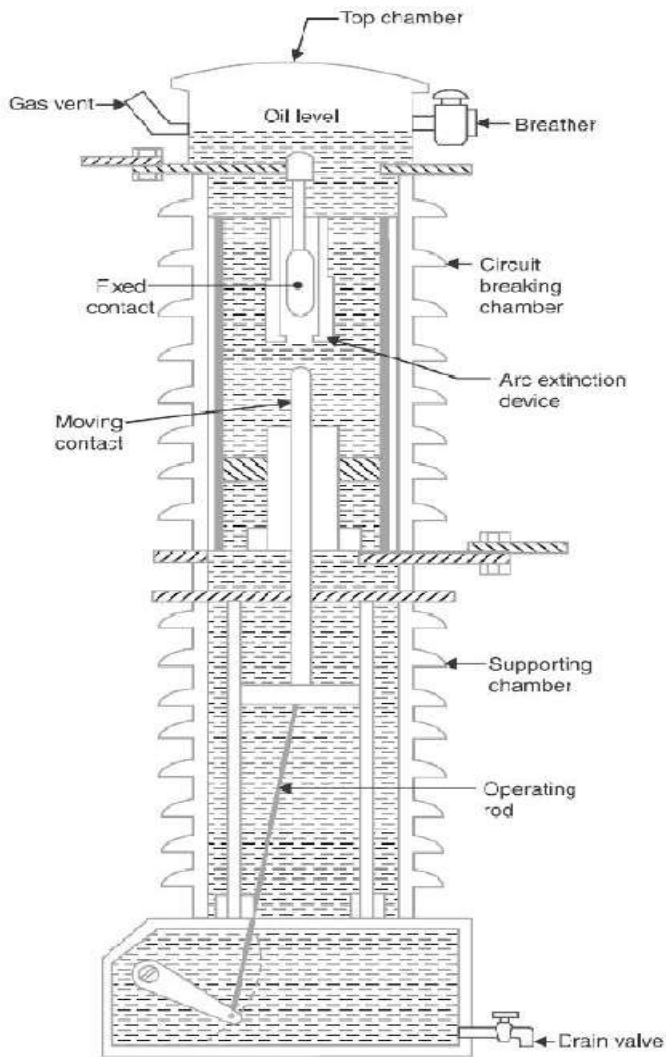 Top chamber
Gas vent
Oil level
Breather
Fixed
contact
Circuit
breaking
chamber
Arc extinction
device
Moving
contact
Supporting
chamber
Operating
rod
Drain valve